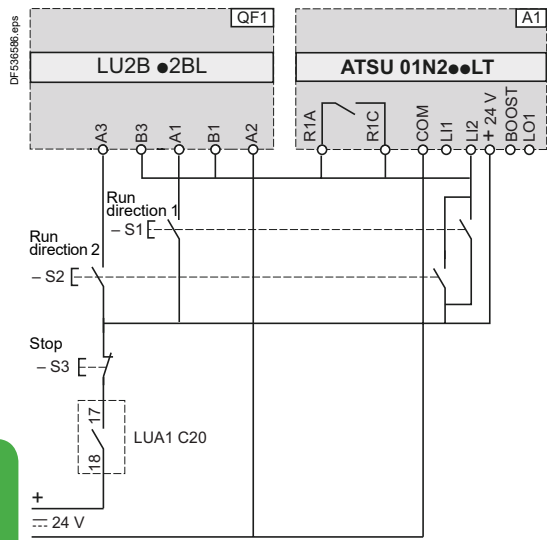 DF536586.eps
QF1
A1
LU2B ●2BL
ATSU 01N2●●LT
A3
B3
A1
B1
A2
R1A
R1C
COM
LI1
LI2
+ 24 V
BOOST
LO1
Run
direction 1
– S1
Run
direction 2
– S2
Stop
– S3
17
18
LUA1 C20
+
24 V